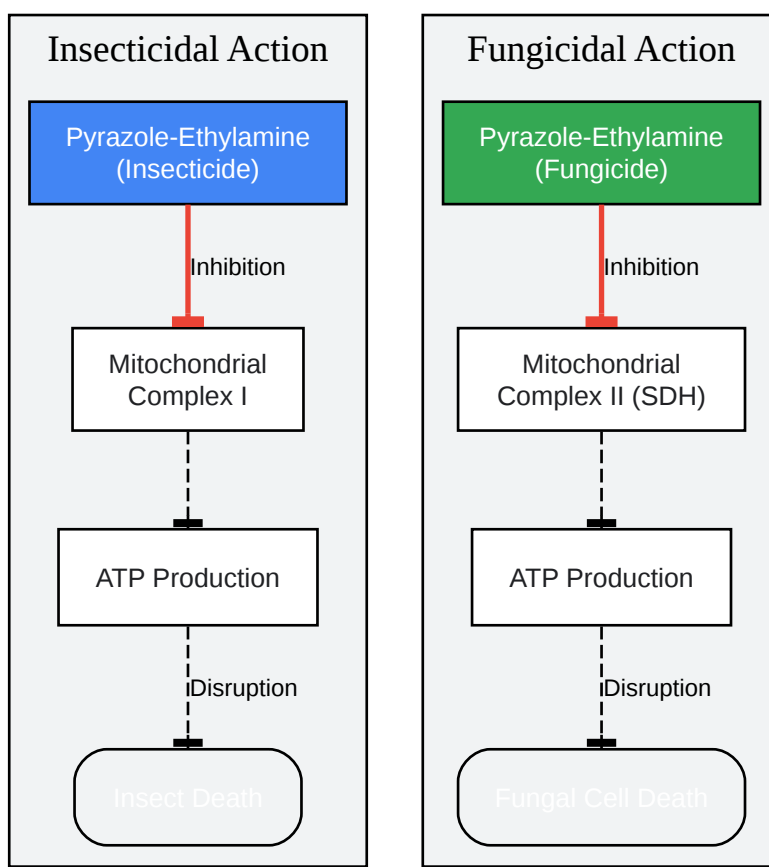 Insecticidal Action
Pyrazole-Ethylamine
(Insecticide)
Inhibition
Mitochondrial
Complex I
ATP Production
Disruption
Insect Death
Fungicidal Action
Pyrazole-Ethylamine
(Fungicide)
Inhibition
Mitochondrial
Complex II (SDH)
ATP Production
Disruption
Fungal Cell Death